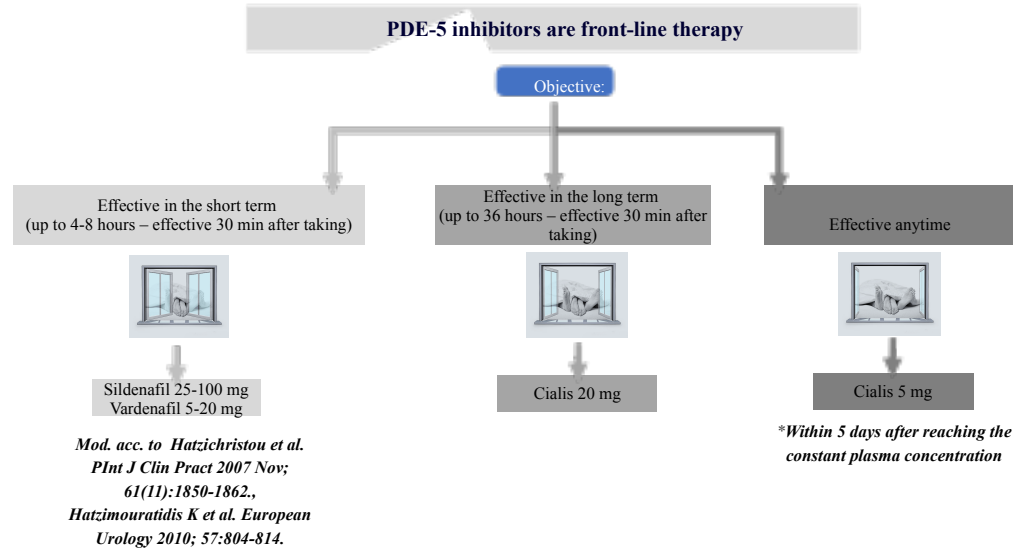 PDE-5 inhibitors are front-line therapy
Objective:
Effective in the short term
(up to 4-8 hours – effective 30 min after taking)
Effective in the long term
(up to 36 hours – effective 30 min after
taking)
Effective anytime
Sildenafil 25-100 mg
Vardenafil 5-20 mg
Cialis 20 mg
Cialis 5 mg
Mod. acc. to Hatzichristou et al.
PInt J Clin Pract 2007 Nov;
61(11):1850-1862.,
Hatzimouratidis K et al. European
Urology 2010; 57:804-814.
*Within 5 days after reaching the
constant plasma concentration